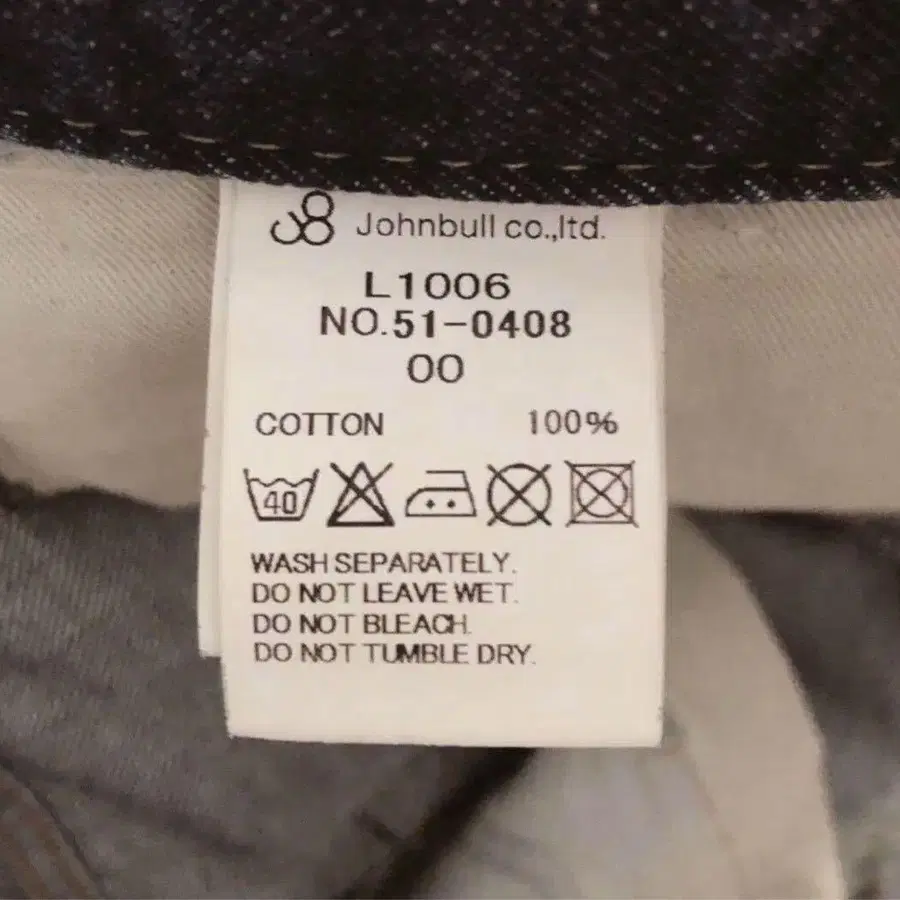 Johnbull co.,ltd.
L1006
NO.51-0408
00
COTTON 100%
40
WASH SEPARATELY.
DO NOT LEAVE WET.
DO NOT BLEACH.
DO NOT TUMBLE DRY.